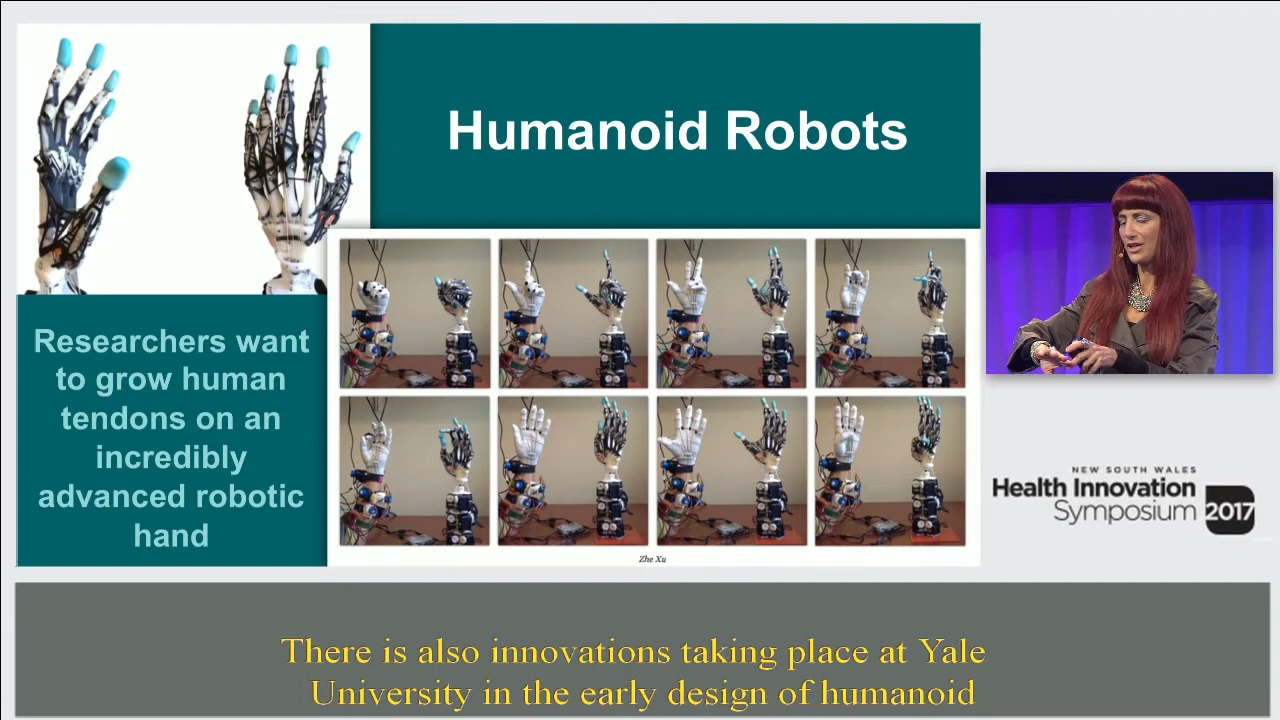 Humanoid Robots
Researchers want
to grow human
tendons on an
incredibly
advanced robotic
hand
Zhe Xu
NEW SOUTH WALES
Health Innovation
Symposium 2017
There is also innovations taking place at Yale
University in the early design of humanoid